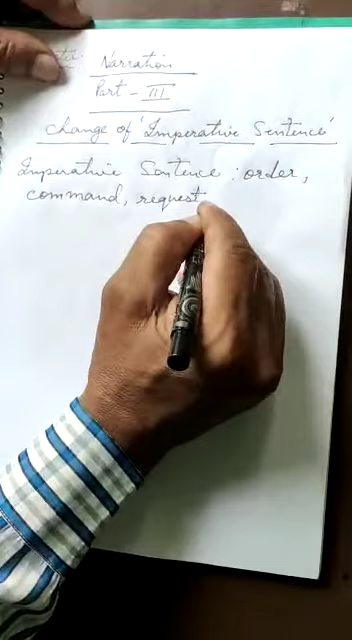 Narration
Part - III
Change of 'Imperative Sentence'
Imperative Sentence : order,
command, request